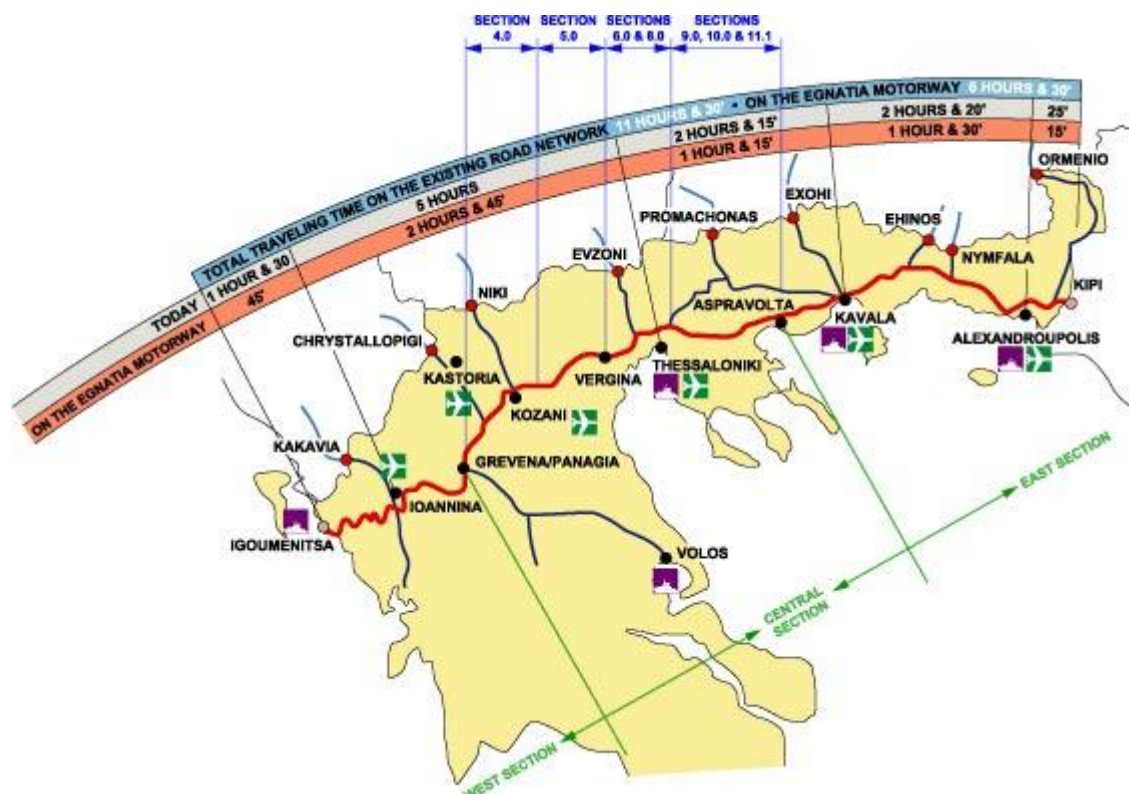 SECTION
4.0
SECTION
5.0
SECTIONS
6.0 & 8.0
SECTIONS
9.0, 10.0 & 11.1
TOTAL TRAVELING TIME ON THE EXISTING ROAD NETWORK 11 HOURS & 30' • ON THE EGNATIA MOTORWAY 6 HOURS & 30'
TODAY 1 HOUR & 30 5 HOURS 2 HOURS & 15' 2 HOURS & 20' 25'
ON THE EGNATIA MOTORWAY 45' 2 HOURS & 45' 1 HOUR & 15' 1 HOUR & 30' 15'
ORMENIO
EXOHI
PROMACHONAS
EHINOS
NYMFALA
EVZONI
KIPI
NIKI
ASPRAVOLTA
KAVALA
CHRYSTALLOPIGI
ALEXANDROUPOLIS
KASTORIA
VERGINA
THESSALONIKI
KOZANI
KAKAVIA
GREVENA/PANAGIA
IOANNINA
IGOUMENITSA
VOLOS
EAST SECTION
CENTRAL
SECTION
WEST SECTION